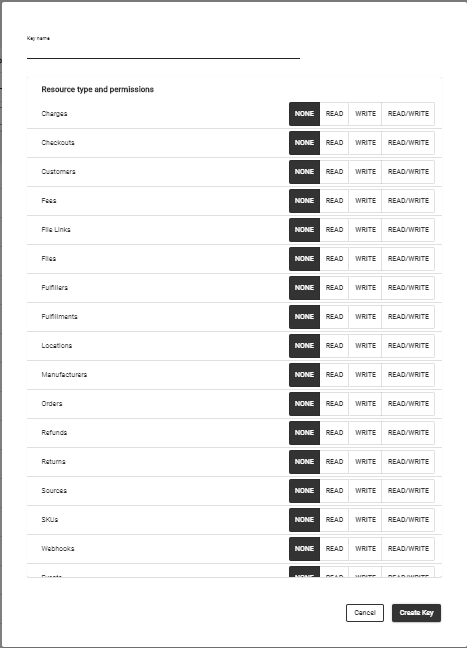 Key name
Resource type and permissions
Charges NONE READ WRITE READ/WRITE
Checkouts NONE READ WRITE READ/WRITE
Customers NONE READ WRITE READ/WRITE
Fees NONE READ WRITE READ/WRITE
File Links NONE READ WRITE READ/WRITE
Files NONE READ WRITE READ/WRITE
Fulfillers NONE READ WRITE READ/WRITE
Fulfillments NONE READ WRITE READ/WRITE
Locations NONE READ WRITE READ/WRITE
Manufacturers NONE READ WRITE READ/WRITE
Orders NONE READ WRITE READ/WRITE
Refunds NONE READ WRITE READ/WRITE
Returns NONE READ WRITE READ/WRITE
Sources NONE READ WRITE READ/WRITE
SKUs NONE READ WRITE READ/WRITE
Webhooks NONE READ WRITE READ/WRITE
Events NONE READ WRITE READ/WRITE
Cancel Create Key